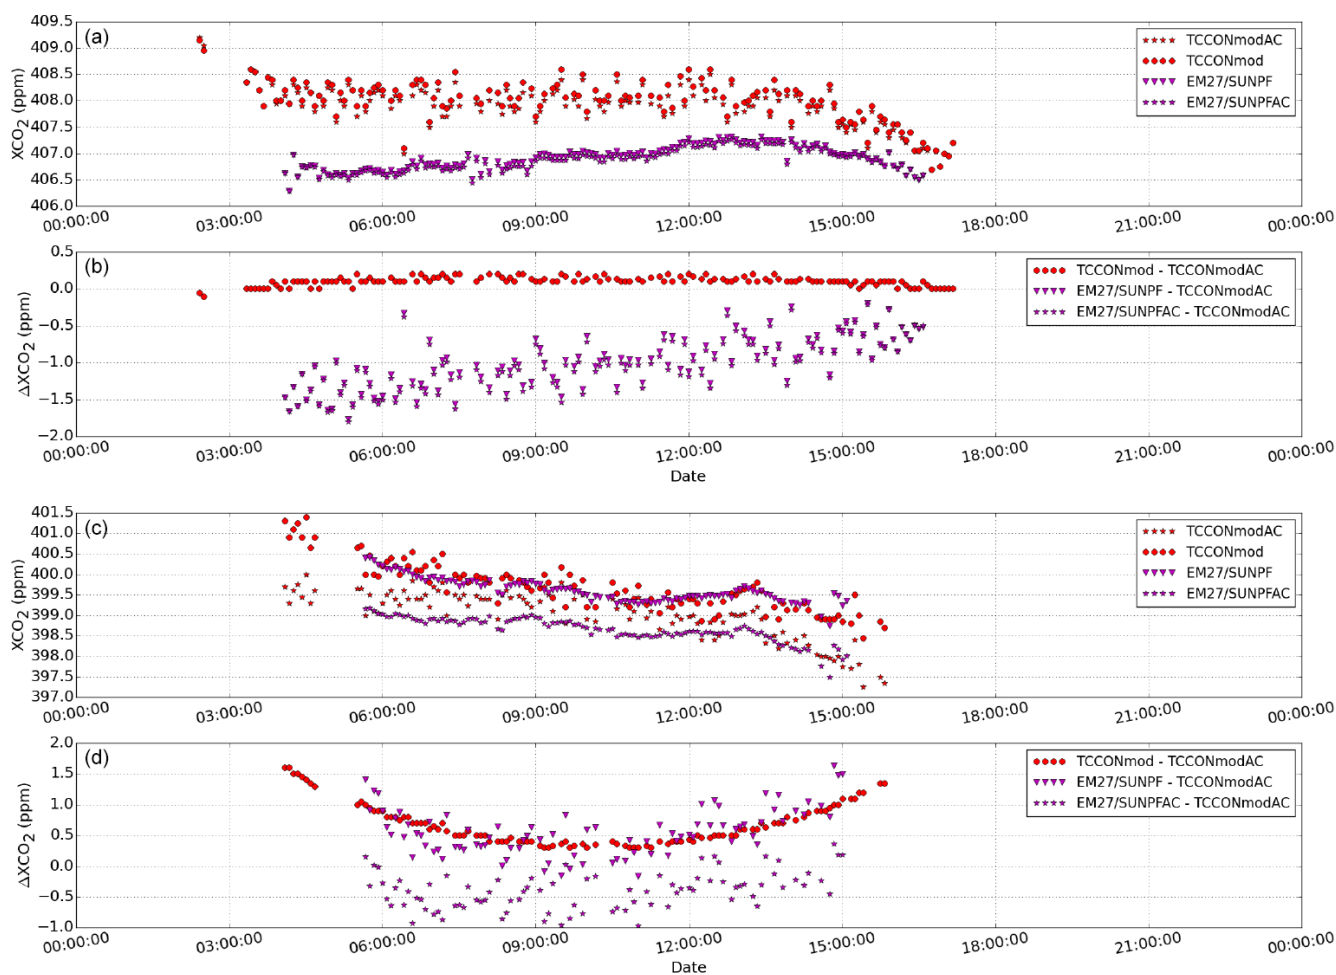 (a)
XCO₂ (ppm)
409.5
409.0
408.5
408.0
407.5
407.0
406.5
406.0
TCCONmodAC
TCCONmod
EM27/SUNPF
EM27/SUNPFAC
00:00:00 03:00:00 06:00:00 09:00:00 12:00:00 15:00:00 18:00:00 21:00:00 00:00:00
(b)
ΔXCO₂ (ppm)
0.5
0.0
−0.5
−1.0
−1.5
−2.0
TCCONmod - TCCONmodAC
EM27/SUNPF - TCCONmodAC
EM27/SUNPFAC - TCCONmodAC
00:00:00 03:00:00 06:00:00 09:00:00 12:00:00 15:00:00 18:00:00 21:00:00 00:00:00
Date
(c)
XCO₂ (ppm)
401.5
401.0
400.5
400.0
399.5
399.0
398.5
398.0
397.5
397.0
TCCONmodAC
TCCONmod
EM27/SUNPF
EM27/SUNPFAC
00:00:00 03:00:00 06:00:00 09:00:00 12:00:00 15:00:00 18:00:00 21:00:00 00:00:00
(d)
ΔXCO₂ (ppm)
2.0
1.5
1.0
0.5
0.0
−0.5
−1.0
TCCONmod - TCCONmodAC
EM27/SUNPF - TCCONmodAC
EM27/SUNPFAC - TCCONmodAC
00:00:00 03:00:00 06:00:00 09:00:00 12:00:00 15:00:00 18:00:00 21:00:00 00:00:00
Date